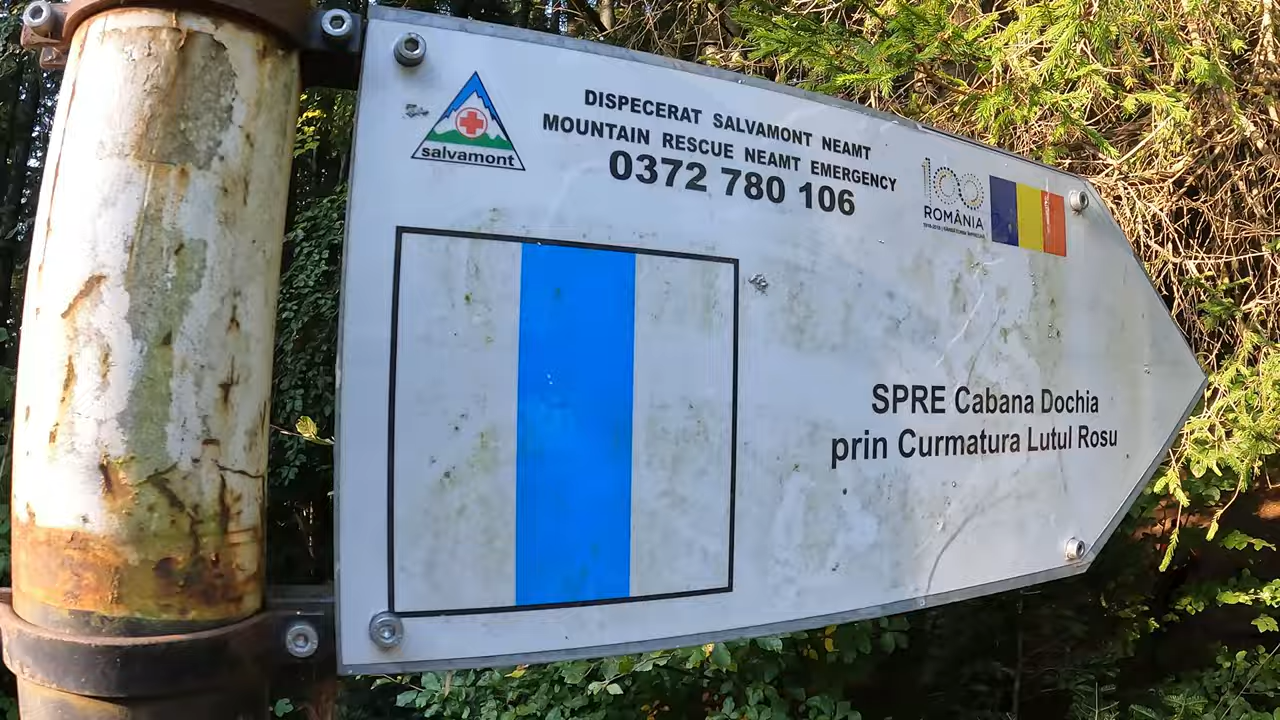 salvamont
DISPECERAT SALVAMONT NEAMT
MOUNTAIN RESCUE NEAMT EMERGENCY
0372 780 106
100
ROMÂNIA
SPRE Cabana Dochia
prin Curmatura Lutul Rosu